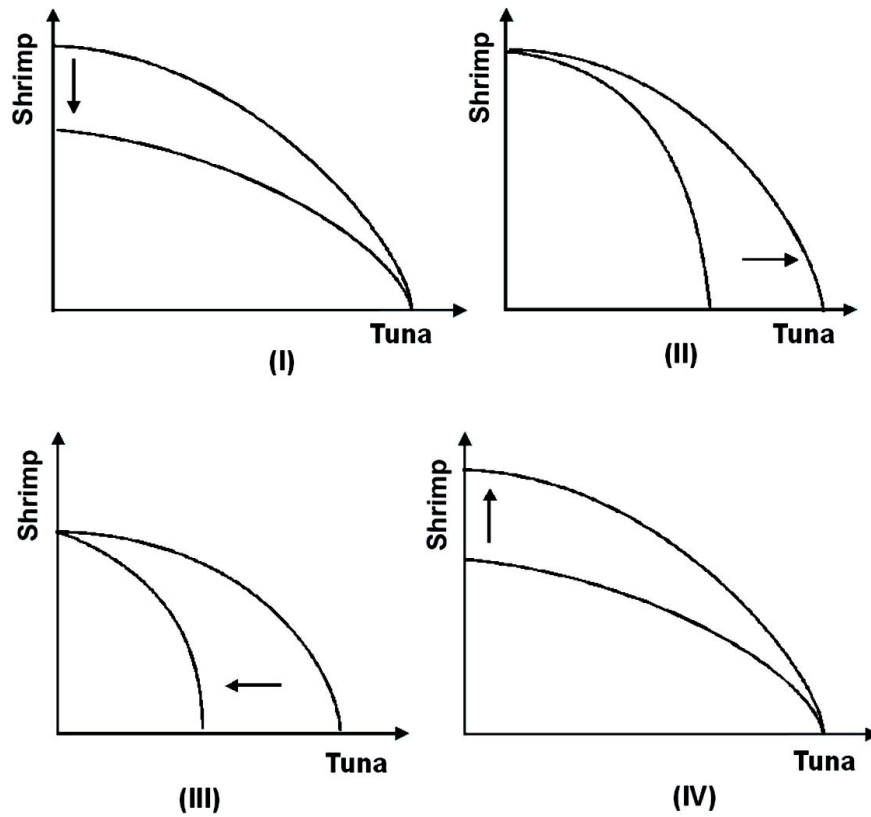 Shrimp
Tuna
(I)
Shrimp
Tuna
(II)
Shrimp
Tuna
(III)
Shrimp
Tuna
(IV)